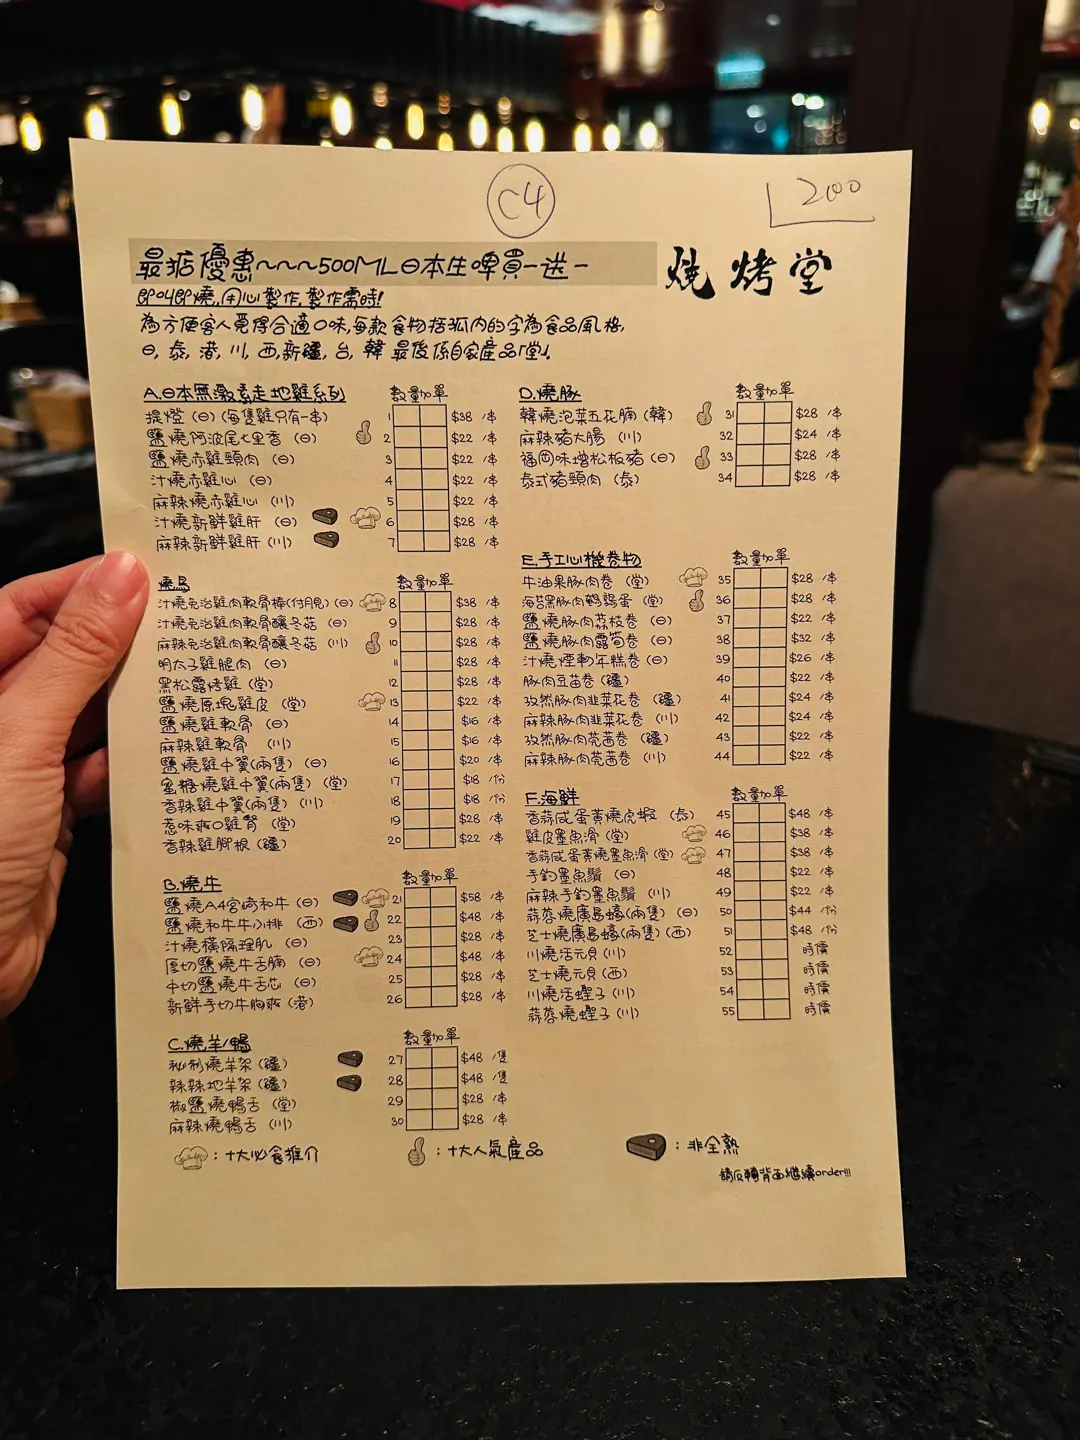 C4
2000
最掂優惠~~~500ML日本生啤買一送一
燒烤堂
即叫即燒,用心製作,製作需時!
為方便客人覓得合適口味,每款食物括弧內的字為食品風格,
日, 泰, 港, 川, 西,新疆, 台, 韓 最後係自家產品「堂」.
A.日本無激素走地雞系列 數量加單
提燈 (日) (每隻雞只有一串) 1 $38 /串
鹽燒阿波尾七里香 (日) 2 $22 /串
鹽燒赤雞頸肉 (日) 3 $22 /串
汁燒赤雞心 (日) 4 $22 /串
麻辣燒赤雞心 (川) 5 $22 /串
汁燒新鮮雞肝 (日) 6 $28 /串
麻辣新鮮雞肝 (川) 7 $28 /串
燒鳥 數量加單
汁燒免治雞肉軟骨棒(付月見) (日) 8 $38 /串
汁燒免治雞肉軟骨釀冬菇 (日) 9 $28 /串
麻辣免治雞肉軟骨釀冬菇 (川) 10 $28 /串
明太子雞腿肉 (日) 11 $28 /串
黑松露烤雞 (堂) 12 $28 /串
鹽燒原塊雞皮 (堂) 13 $22 /串
鹽燒雞軟骨 (日) 14 $16 /串
麻辣雞軟骨 (川) 15 $16 /串
鹽燒雞中翼(兩隻) (日) 16 $20 /串
蜜糖燒雞中翼(兩隻) (堂) 17 $18 /份
香辣雞中翼(兩隻) (川) 18 $18 /份
惹味爽口雞腎 (堂) 19 $28 /串
香辣雞腳根 (疆) 20 $22 /串
B.燒牛 數量加單
鹽燒A4宮崎和牛 (日) 21 $58 /串
鹽燒和牛牛小排 (西) 22 $48 /串
汁燒橫隔理肌 (日) 23 $28 /串
厚切鹽燒牛舌腩 (日) 24 $48 /串
中切鹽燒牛舌芯 (日) 25 $28 /串
新鮮手切牛胸爽 (港) 26 $28 /串
C.燒羊/鴨 數量加單
秘制燒羊架 (疆) 27 $48 /隻
辣辣地羊架 (疆) 28 $48 /隻
椒鹽燒鴨舌 (堂) 29 $28 /串
麻辣燒鴨舌 (川) 30 $28 /串
D.燒豚 數量加單
韓燒泡菜五花腩 (韓) 31 $28 /串
麻辣豬大腸 (川) 32 $24 /串
福岡味增松板豬 (日) 33 $28 /串
泰式豬頸肉 (泰) 34 $28 /串
E.手工心機卷物 數量加單
牛油果豚肉卷 (堂) 35 $28 /串
海苔黑豚肉鵪鶉蛋 (堂) 36 $28 /串
鹽燒豚肉荔枝卷 (日) 37 $22 /串
鹽燒豚肉露筍卷 (日) 38 $32 /串
汁燒煙韌年糕卷 (日) 39 $26 /串
豚肉豆苗卷 (疆) 40 $22 /串
孜然豚肉韭菜花卷 (疆) 41 $24 /串
麻辣豚肉韭菜花卷 (川) 42 $24 /串
孜然豚肉芫茜卷 (疆) 43 $22 /串
麻辣豚肉芫茜卷 (川) 44 $22 /串
F.海鮮 數量加單
香蒜咸蛋黃燒虎蝦 (泰) 45 $48 /串
雞皮墨魚滑 (堂) 46 $38 /串
香蒜咸蛋黃燒墨魚滑 (堂) 47 $38 /串
手釣墨魚鬚 (日) 48 $22 /串
麻辣手釣墨魚鬚 (川) 49 $22 /串
蒜蓉燒廣島蠔(兩隻) (日) 50 $44 /份
芝士燒廣島蠔(兩隻) (西) 51 $48 /份
川燒活元貝 (川) 52 時價
芝士燒元貝 (西) 53 時價
川燒活蟶子 (川) 54 時價
蒜蓉燒蟶子 (川) 55 時價
: 十大必食推介
: 十大人氣產品
: 非全熟
請反轉背面繼續order!!!